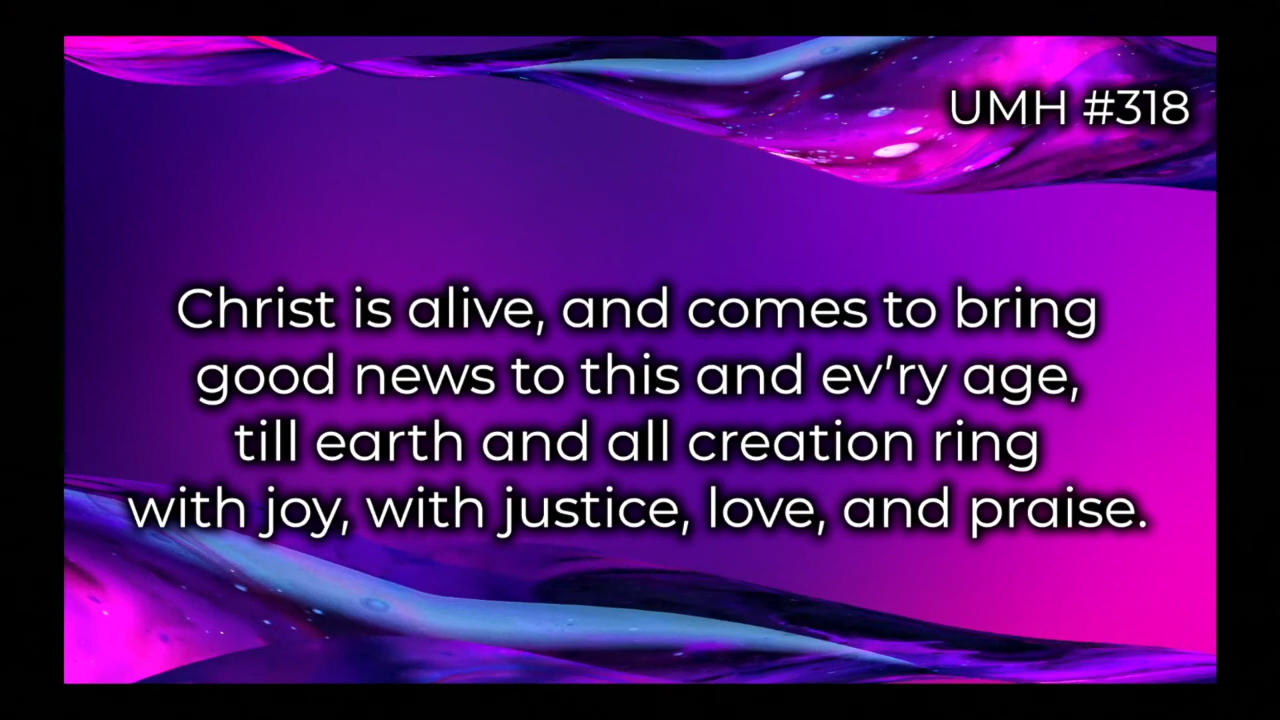 UMH #318
Christ is alive, and comes to bring
good news to this and ev’ry age,
till earth and all creation ring
with joy, with justice, love, and praise.